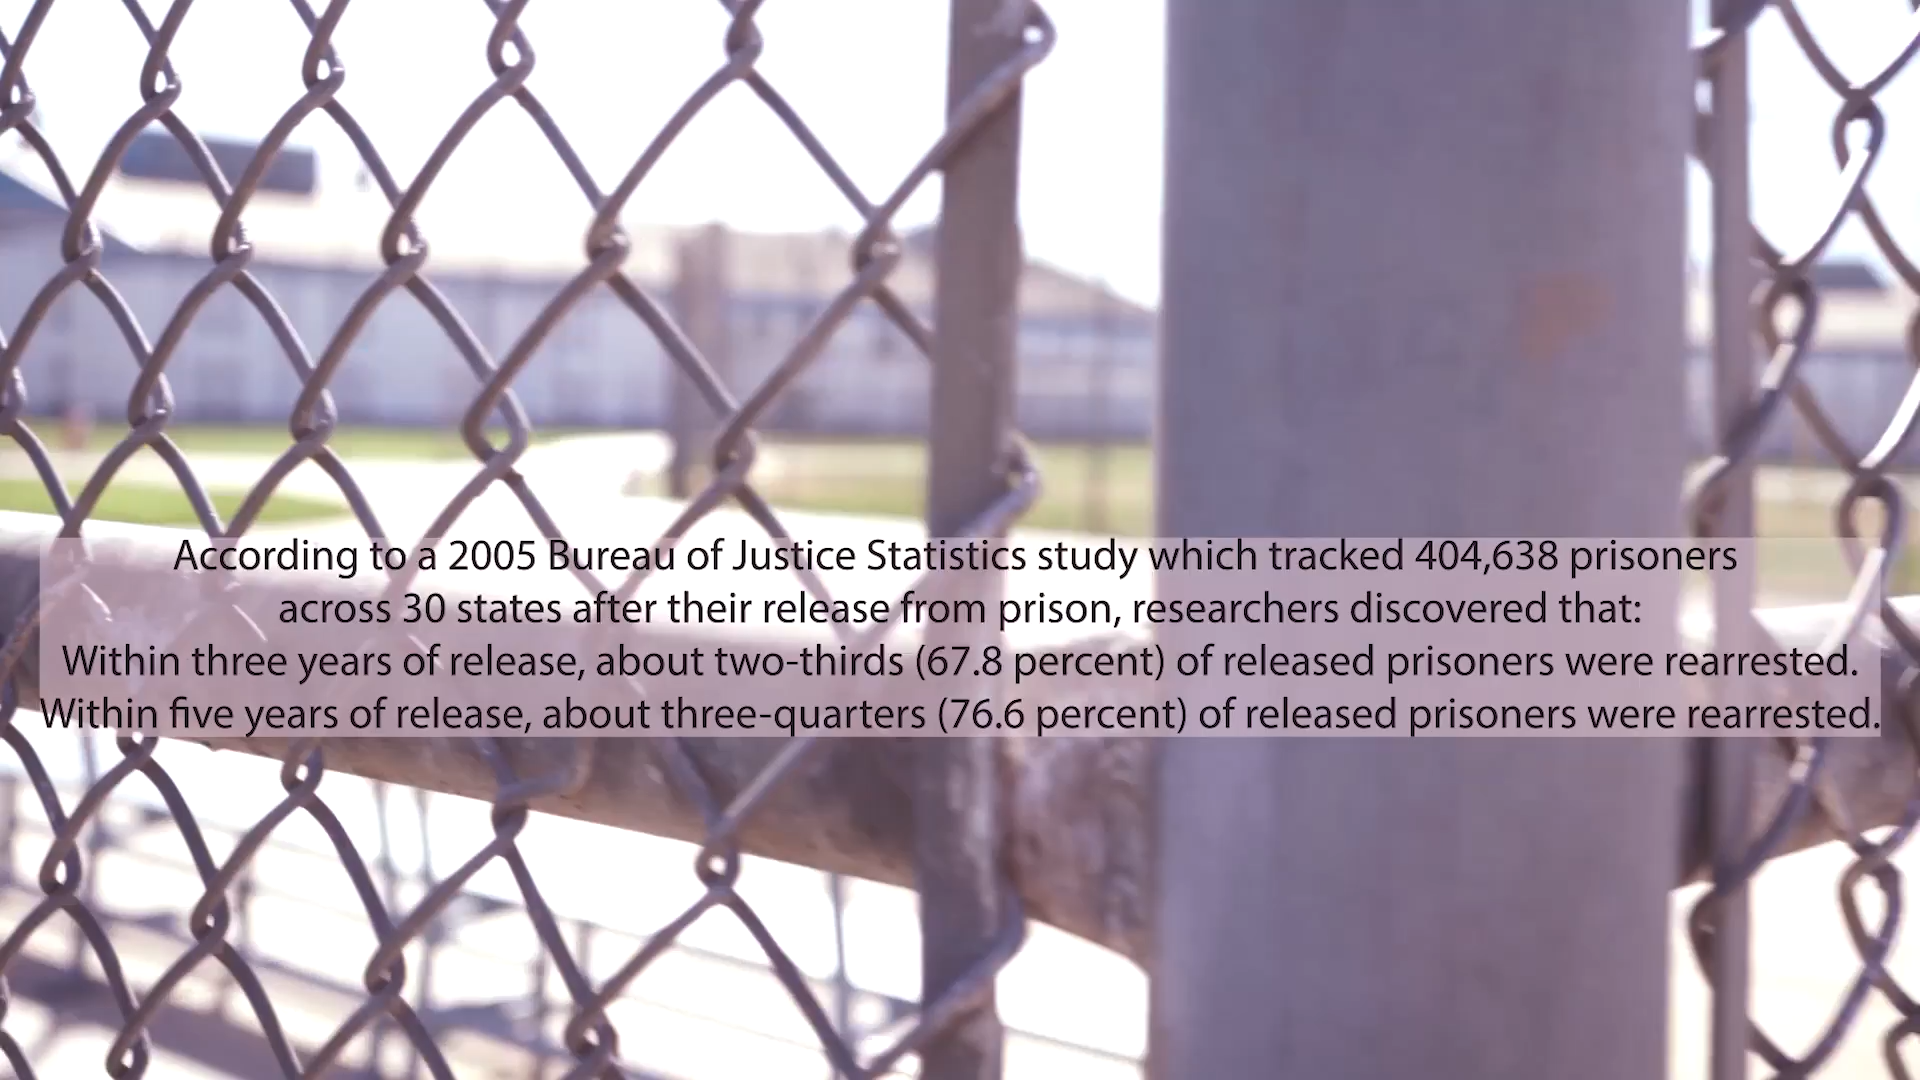 According to a 2005 Bureau of Justice Statistics study which tracked 404,638 prisoners
across 30 states after their release from prison, researchers discovered that:
Within three years of release, about two-thirds (67.8 percent) of released prisoners were rearrested.
Within five years of release, about three-quarters (76.6 percent) of released prisoners were rearrested.